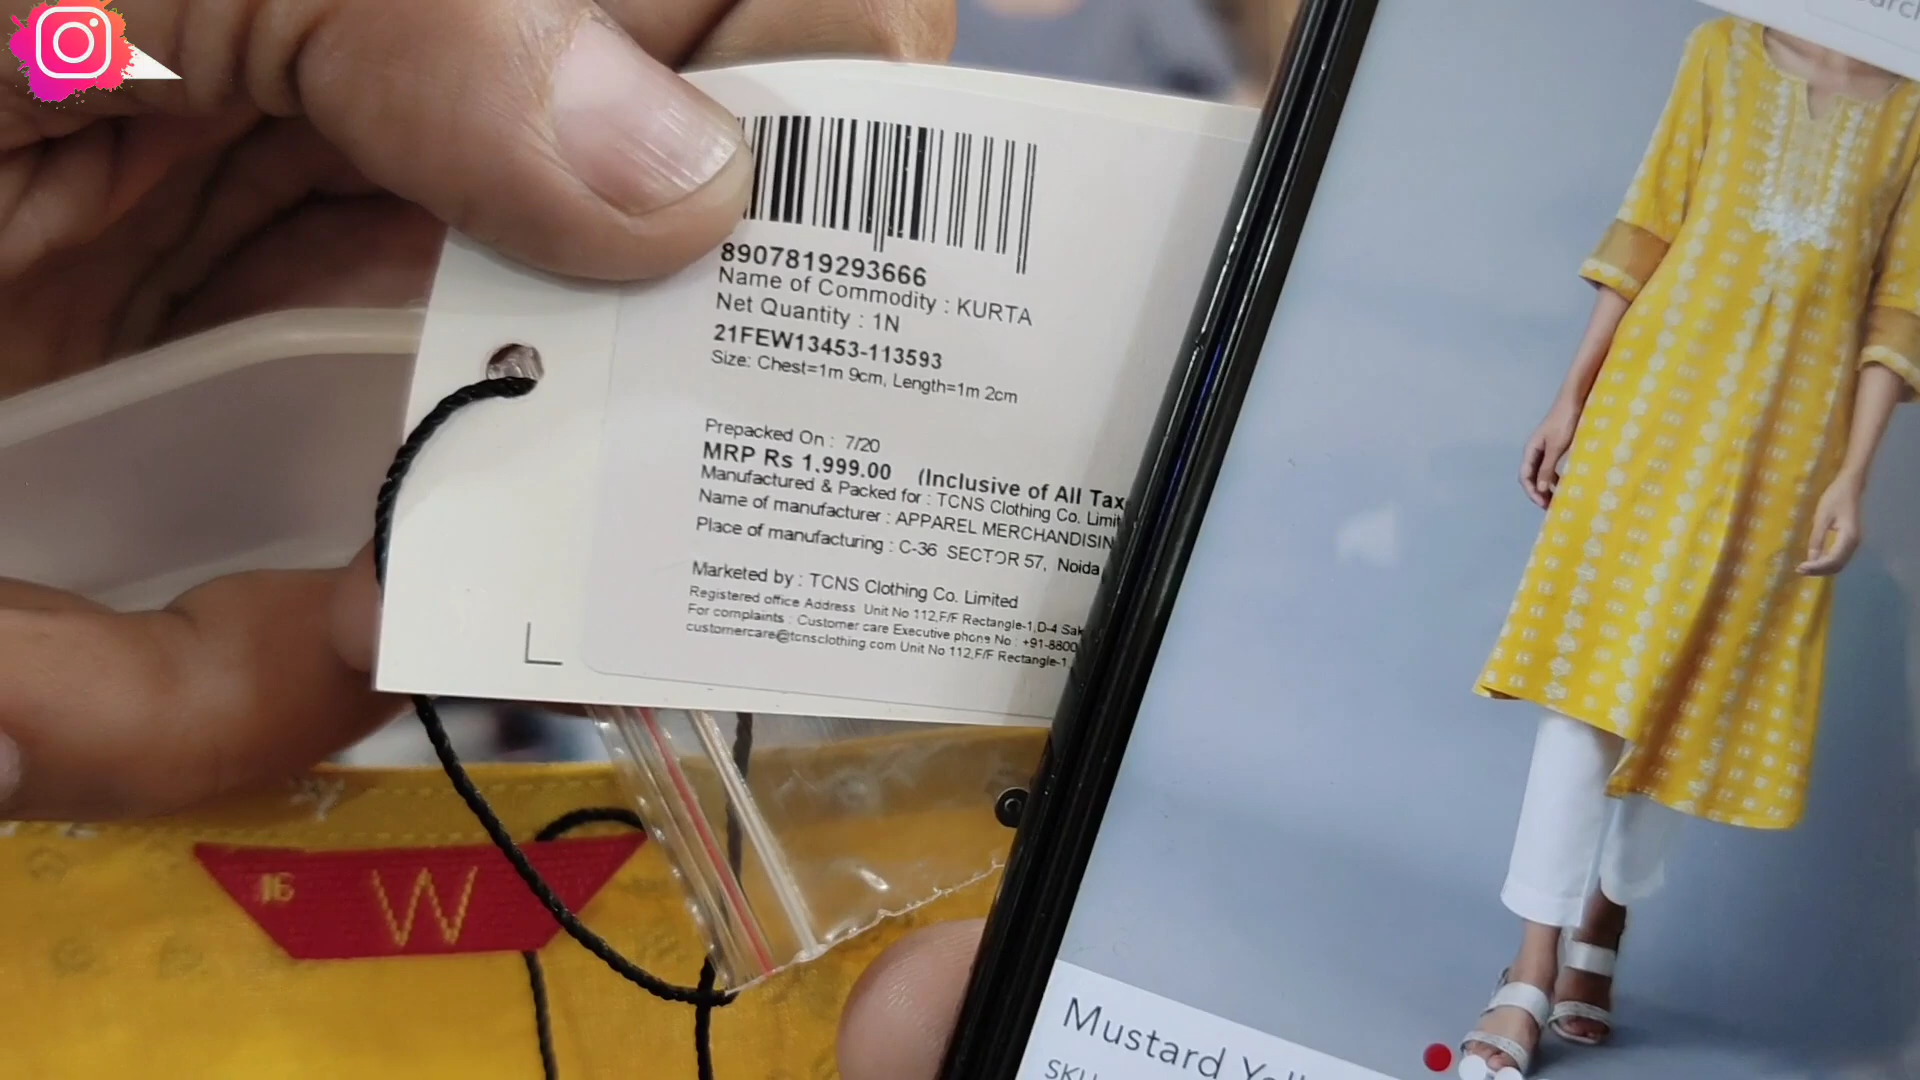 8907819293666
Name of Commodity : KURTA
Net Quantity : 1N
21FEW13453-113593
Size: Chest=1m 9cm, Length=1m 2cm
Prepacked On : 7/20
MRP Rs 1,999.00 (Inclusive of All Tax
Manufactured & Packed for : TCNS Clothing Co. Limit
Name of manufacturer : APPAREL MERCHANDISIN
Place of manufacturing : C-36 SECTOR 57, Noida
Marketed by : TCNS Clothing Co. Limited
Registered office Address Unit No 112,F/F Rectangle-1,D-4 Sak
For complaints : Customer care Executive phone No : +91-8800
customercare@tcnsclothing.com Unit No 112,F/F Rectangle-1,
16 W
Mustard
SKU